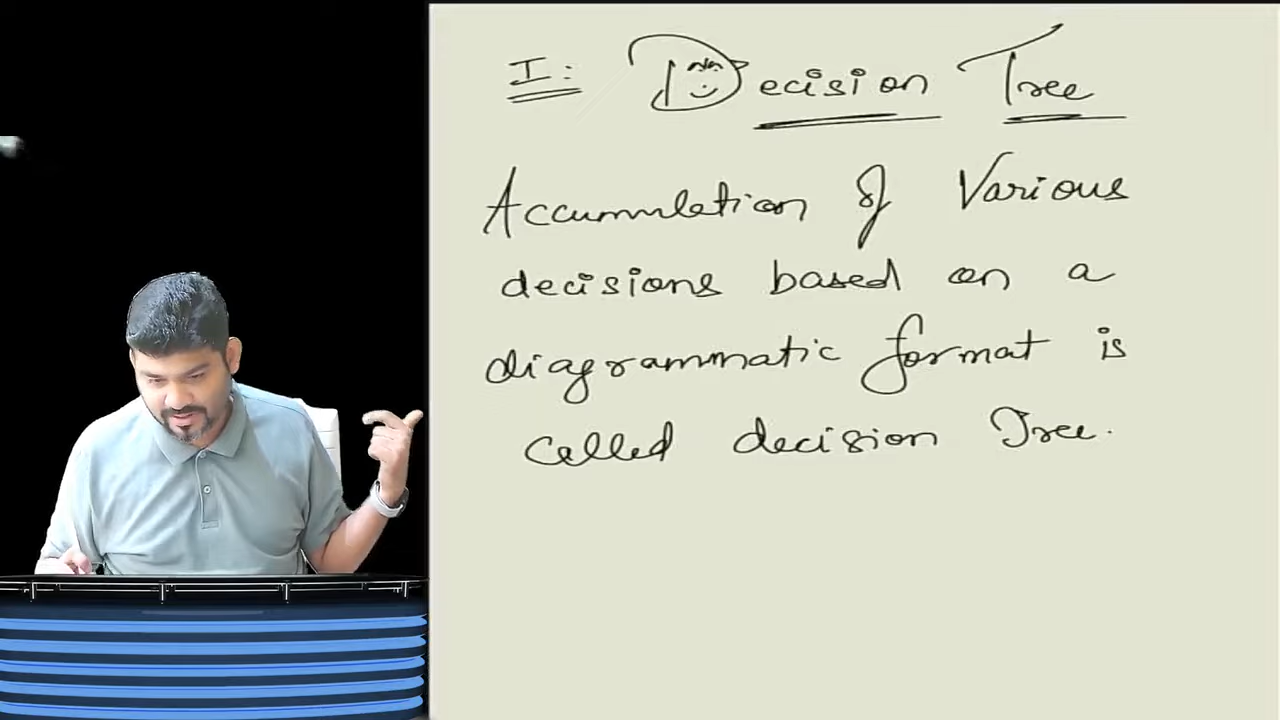 I: Decision Tree
Accumulation of Various
decisions based on a
diagrammatic format is
called decision Tree.